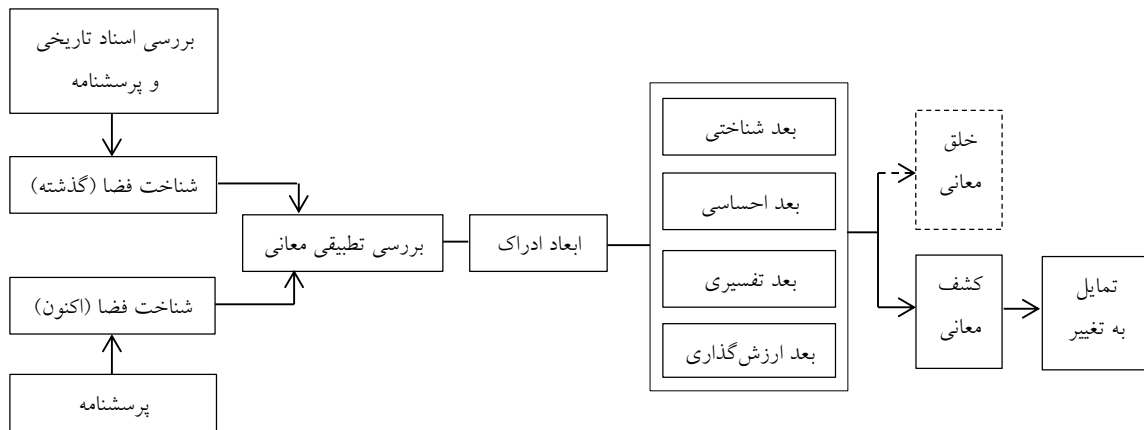 بررسی اسناد تاریخی
و پرسشنامه
شناخت فضا (گذشته)
شناخت فضا (اکنون)
پرسشنامه
بررسی تطبیقی معانی
ابعاد ادراک
بعد شناختی
بعد احساسی
بعد تفسیری
بعد ارزش‌گذاری
خلق
معانی
کشف
معانی
تمایل
به تغییر